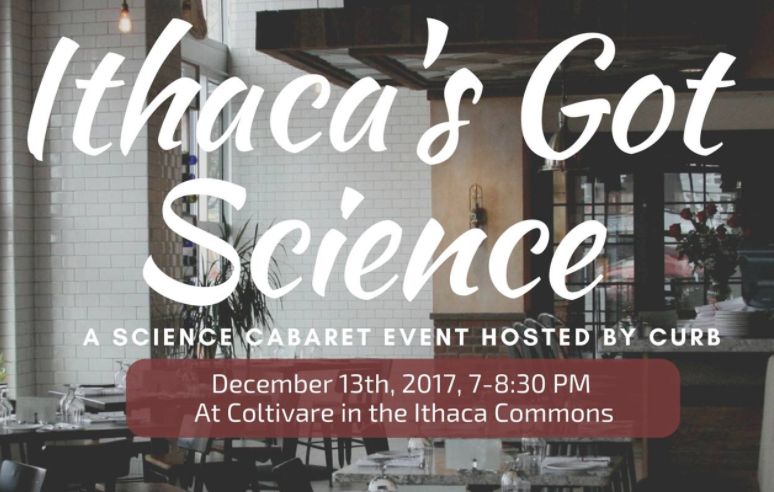 Ithaca's Got
Science
A SCIENCE CABARET EVENT HOSTED BY CURB
December 13th, 2017, 7-8:30 PM
At Coltivare in the Ithaca Commons